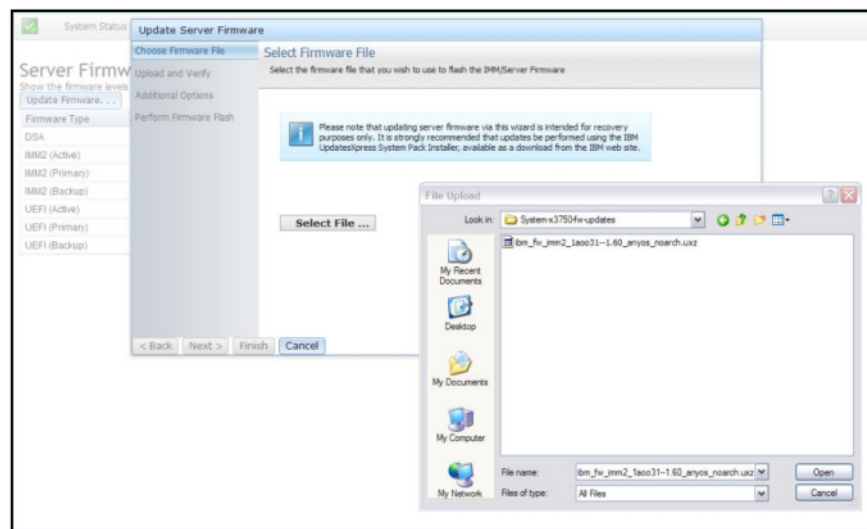 System Status
Update Server Firmware
Choose Firmware File
Select Firmware File
Server Firmw
Upload and Verify
Select the firmware file that you wish to use to flash the IMM/Server Firmware
Show the firmware levels
Update Firmware. . .
Additional Options
Firmware Type
Perform Firmware Flash
Please note that updating server firmware via this wizard is intended for recovery
purposes only. It is strongly recommended that updates be performed using the IBM
UpdatesXpress System Pack Installer, available as a download from the IBM web site.
DSA
IMM2 (Active)
IMM2 (Primary)
IMM2 (Backup)
UEFI (Active)
UEFI (Primary)
UEFI (Backup)
Select File ...
< Back Next > Finish Cancel
File Upload
Look in: System-x3750-fw-updates
ibm_fw_imm2_1aoo31--1.60_anyos_noarch.uxz
My Recent
Documents
Desktop
My Documents
My Computer
My Network
File name: ibm_fw_imm2_1aoo31--1.60_anyos_noarch.uxz Open
Files of type: All Files Cancel